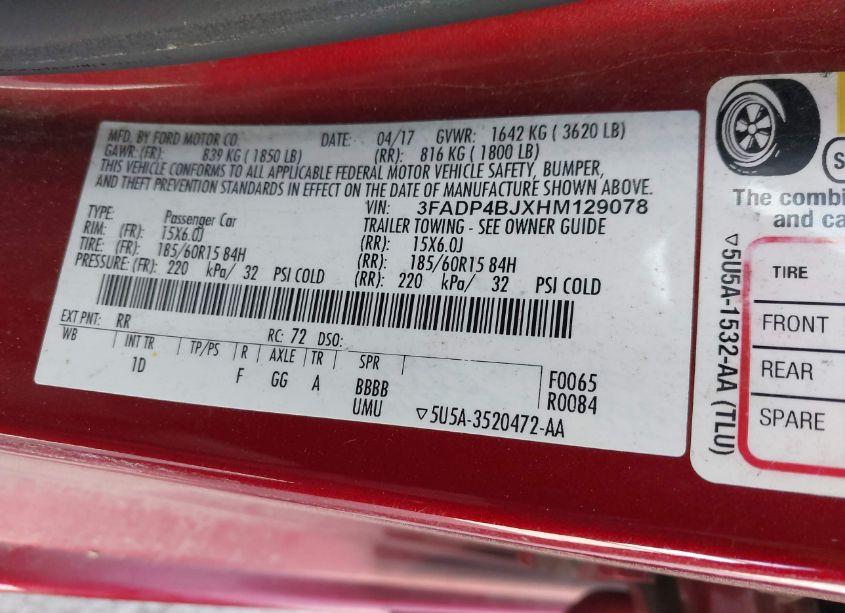 MFD. BY FORD MOTOR CO. DATE: 04/17 GVWR: 1642 KG ( 3620 LB)
GAWR: (FR): 839 KG ( 1850 LB) (RR): 816 KG ( 1800 LB)
THIS VEHICLE CONFORMS TO ALL APPLICABLE FEDERAL MOTOR VEHICLE SAFETY, BUMPER,
AND THEFT PREVENTION STANDARDS IN EFFECT ON THE DATE OF MANUFACTURE SHOWN ABOVE.
VIN: 3FADP4BJXHM129078
TYPE: Passenger Car TRAILER TOWING - SEE OWNER GUIDE
RIM: (FR): 15X6.0J (RR): 15X6.0J
TIRE: (FR): 185/60R15 84H (RR): 185/60R15 84H
PRESSURE: (FR): 220 kPa/ 32 PSI COLD (RR): 220 kPa/ 32 PSI COLD
EXT PNT: RR RC: 72 DSO:
WB INT TR TP/PS R AXLE TR SPR
1D F GG A BBBB F0065
UMU R0084
▽5U5A-3520472-AA
The combi
and ca
TIRE
FRONT
REAR
SPARE
▽5U5A-1532-AA (TLU)